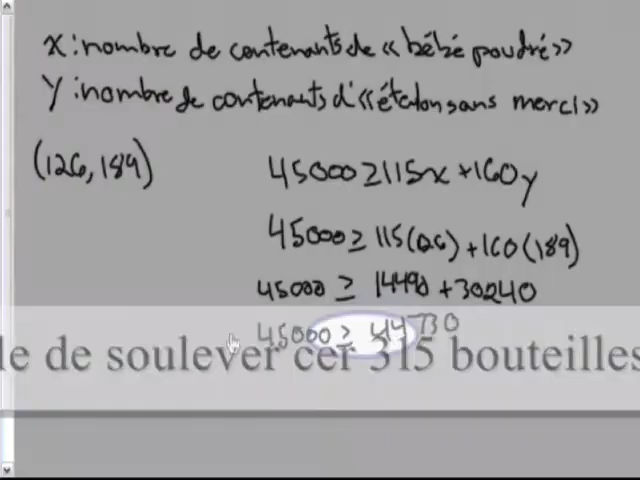 x : nombre de contenants de «bébé poudré»
Y : nombre de contenants d'«étalon sans merci»
(126, 189)
45000 ≥ 115x + 160y
45000 ≥ 115(126) + 160(189)
45000 ≥ 14490 + 30240
45000 ≥ 44730
le de soulever cer 315 bouteilles